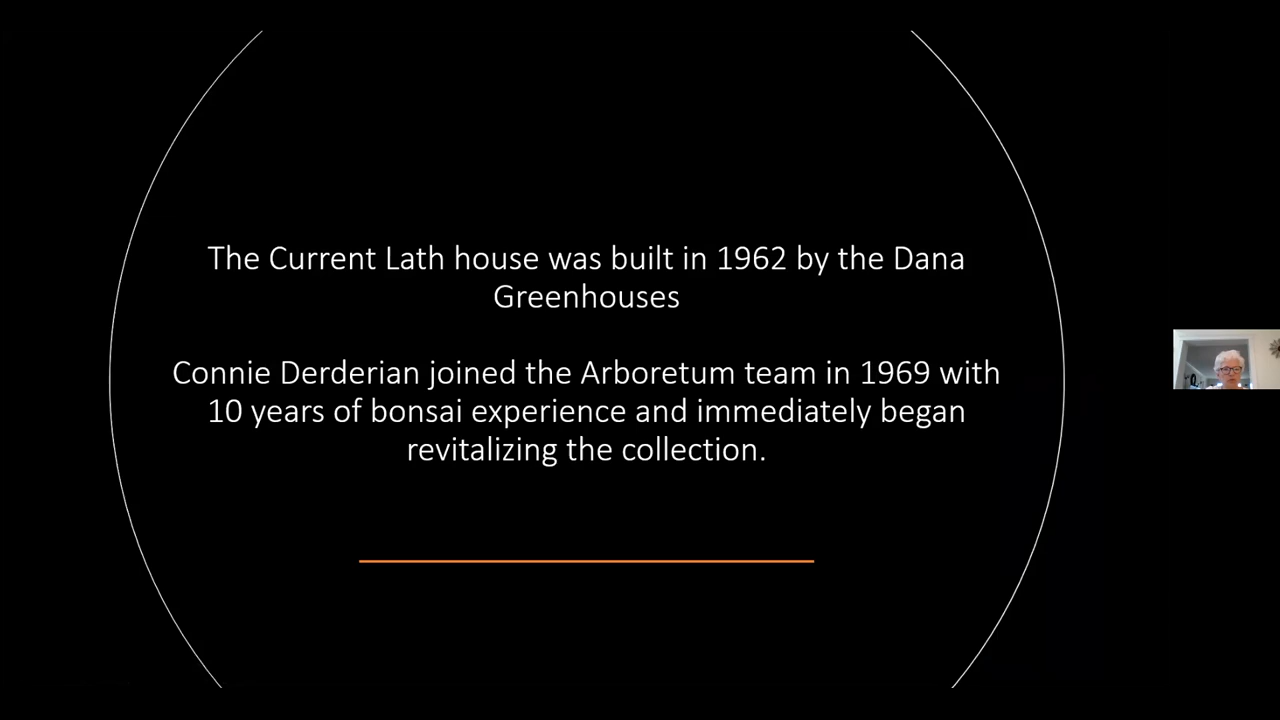 The Current Lath house was built in 1962 by the Dana
Greenhouses
Connie Derderian joined the Arboretum team in 1969 with
10 years of bonsai experience and immediately began
revitalizing the collection.